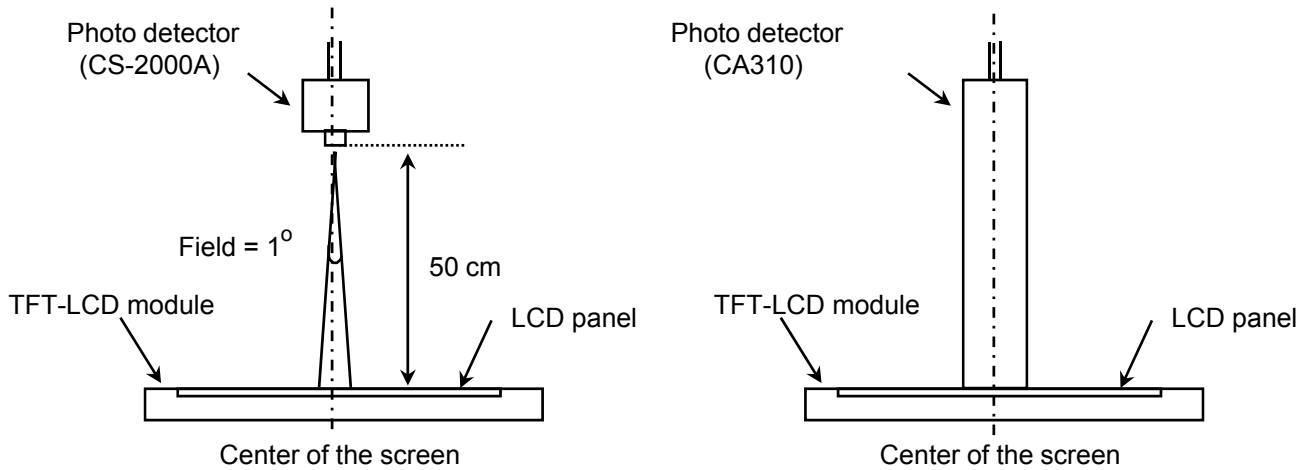 Photo detector
(CS-2000A)
Field = 1°
50 cm
TFT-LCD module
LCD panel
Center of the screen
Photo detector
(CA310)
TFT-LCD module
LCD panel
Center of the screen